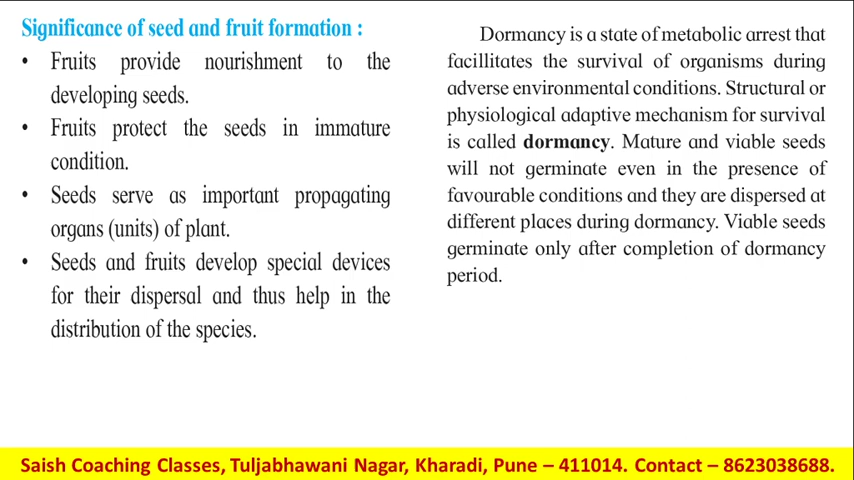 Significance of seed and fruit formation :
• Fruits provide nourishment to the
developing seeds.
• Fruits protect the seeds in immature
condition.
• Seeds serve as important propagating
organs (units) of plant.
• Seeds and fruits develop special devices
for their dispersal and thus help in the
distribution of the species.
Dormancy is a state of metabolic arrest that
facillitates the survival of organisms during
adverse environmental conditions. Structural or
physiological adaptive mechanism for survival
is called dormancy. Mature and viable seeds
will not germinate even in the presence of
favourable conditions and they are dispersed at
different places during dormancy. Viable seeds
germinate only after completion of dormancy
period.
Saish Coaching Classes, Tuljabhawani Nagar, Kharadi, Pune – 411014. Contact – 8623038688.